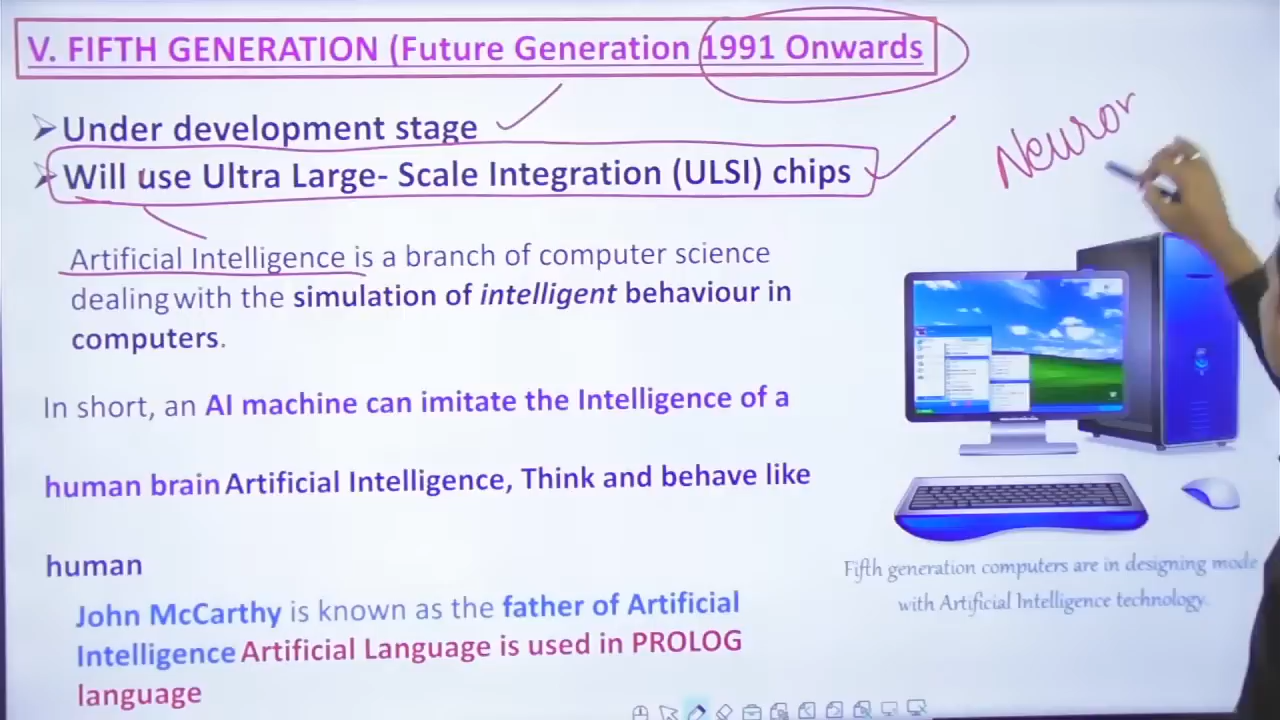 V. FIFTH GENERATION (Future Generation 1991 Onwards
Under development stage
Will use Ultra Large- Scale Integration (ULSI) chips
Neuron
Artificial Intelligence is a branch of computer science
dealing with the simulation of intelligent behaviour in
computers.
In short, an AI machine can imitate the Intelligence of a
human brain Artificial Intelligence, Think and behave like
human
Fifth generation computers are in designing mode
with Artificial Intelligence technology.
John McCarthy is known as the father of Artificial
Intelligence Artificial Language is used in PROLOG
language